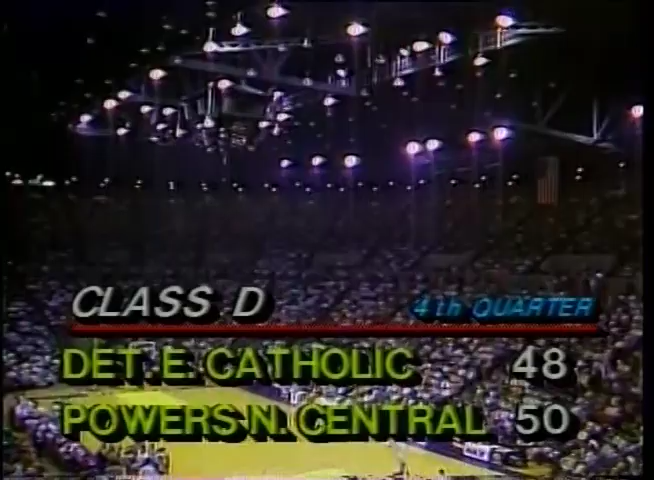 CLASS D
4th QUARTER
DET. E. CATHOLIC 48
POWERS N. CENTRAL 50